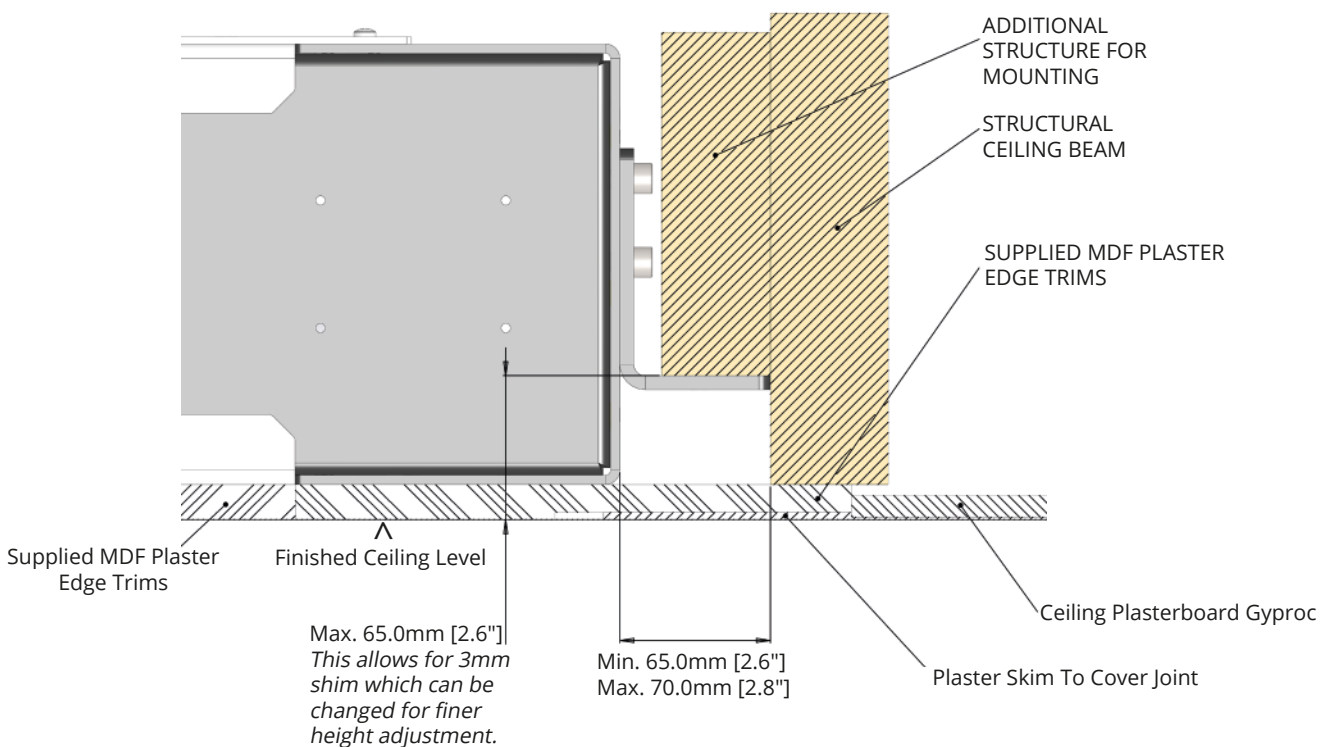 ADDITIONAL
STRUCTURE FOR
MOUNTING
STRUCTURAL
CEILING BEAM
SUPPLIED MDF PLASTER
EDGE TRIMS
Supplied MDF Plaster
Edge Trims
Finished Ceiling Level
Max. 65.0mm [2.6"]
This allows for 3mm
shim which can be
changed for finer
height adjustment.
Min. 65.0mm [2.6"]
Max. 70.0mm [2.8"]
Ceiling Plasterboard Gyproc
Plaster Skim To Cover Joint